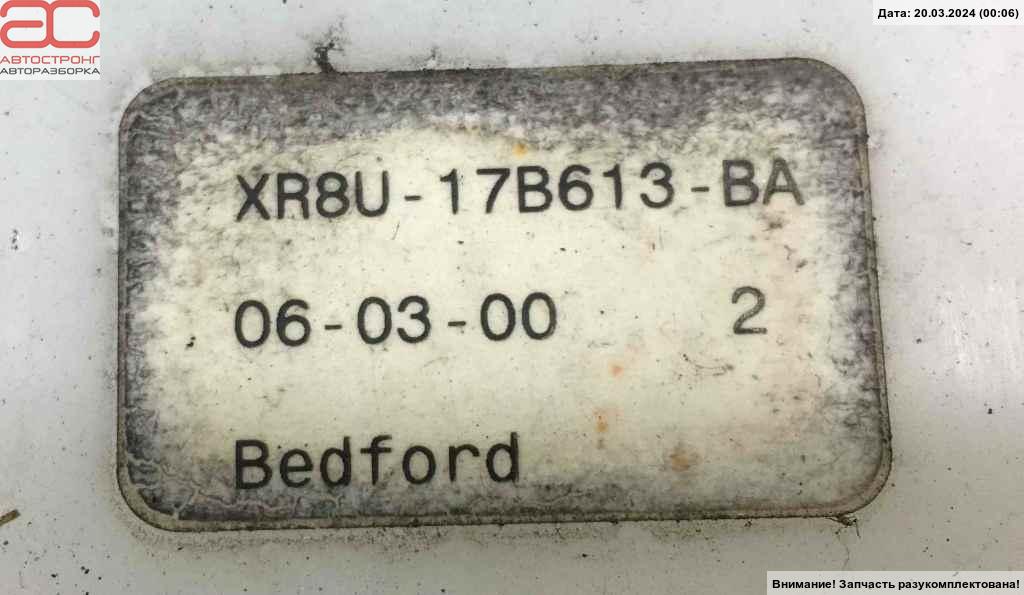 АВТОСТРОНГ
АВТОРАЗБОРКА
Дата: 20.03.2024 (00:06)
XR8U-17B613-BA
06-03-00 2
Bedford
Внимание! Запчасть разукомплектована!